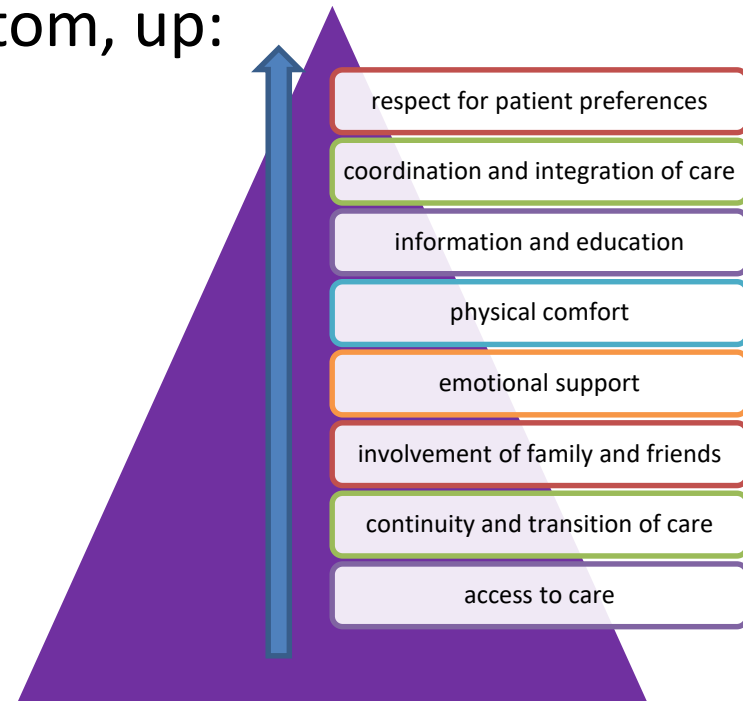 up:
respect for patient preferences
coordination and integration of care
information and education
physical comfort
emotional support
involvement of family and friends
continuity and transition of care
access to care